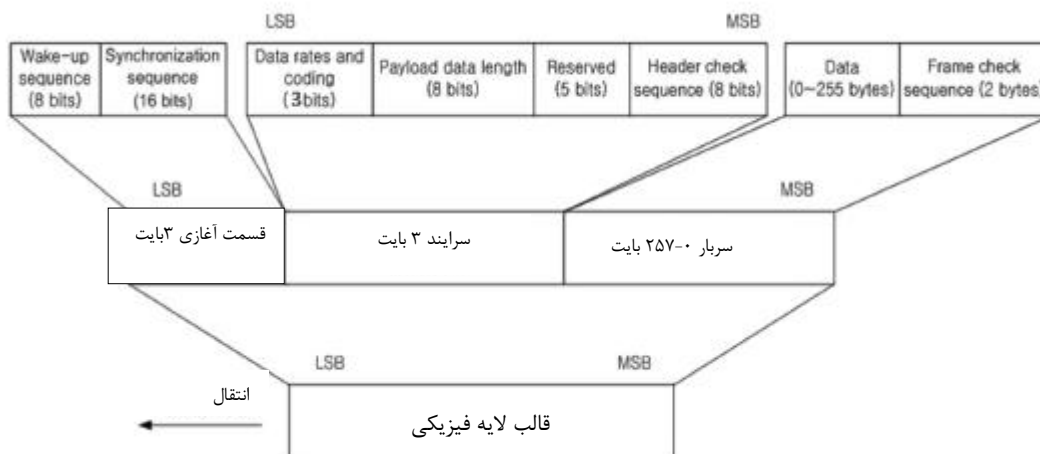 LSB
MSB
Wake-up
sequence
(8 bits)
Synchronization
sequence
(16 bits)
Data rates and
coding
(3bits)
Payload data length
(8 bits)
Reserved
(5 bits)
Header check
sequence (8 bits)
Data
(0~255 bytes)
Frame check
sequence (2 bytes)
LSB
MSB
قسمت آغازی ۳بایت
سرایند ۳ بایت
سربار ۰-۲۵۷ بایت
LSB
MSB
انتقال
قالب لایه فیزیکی